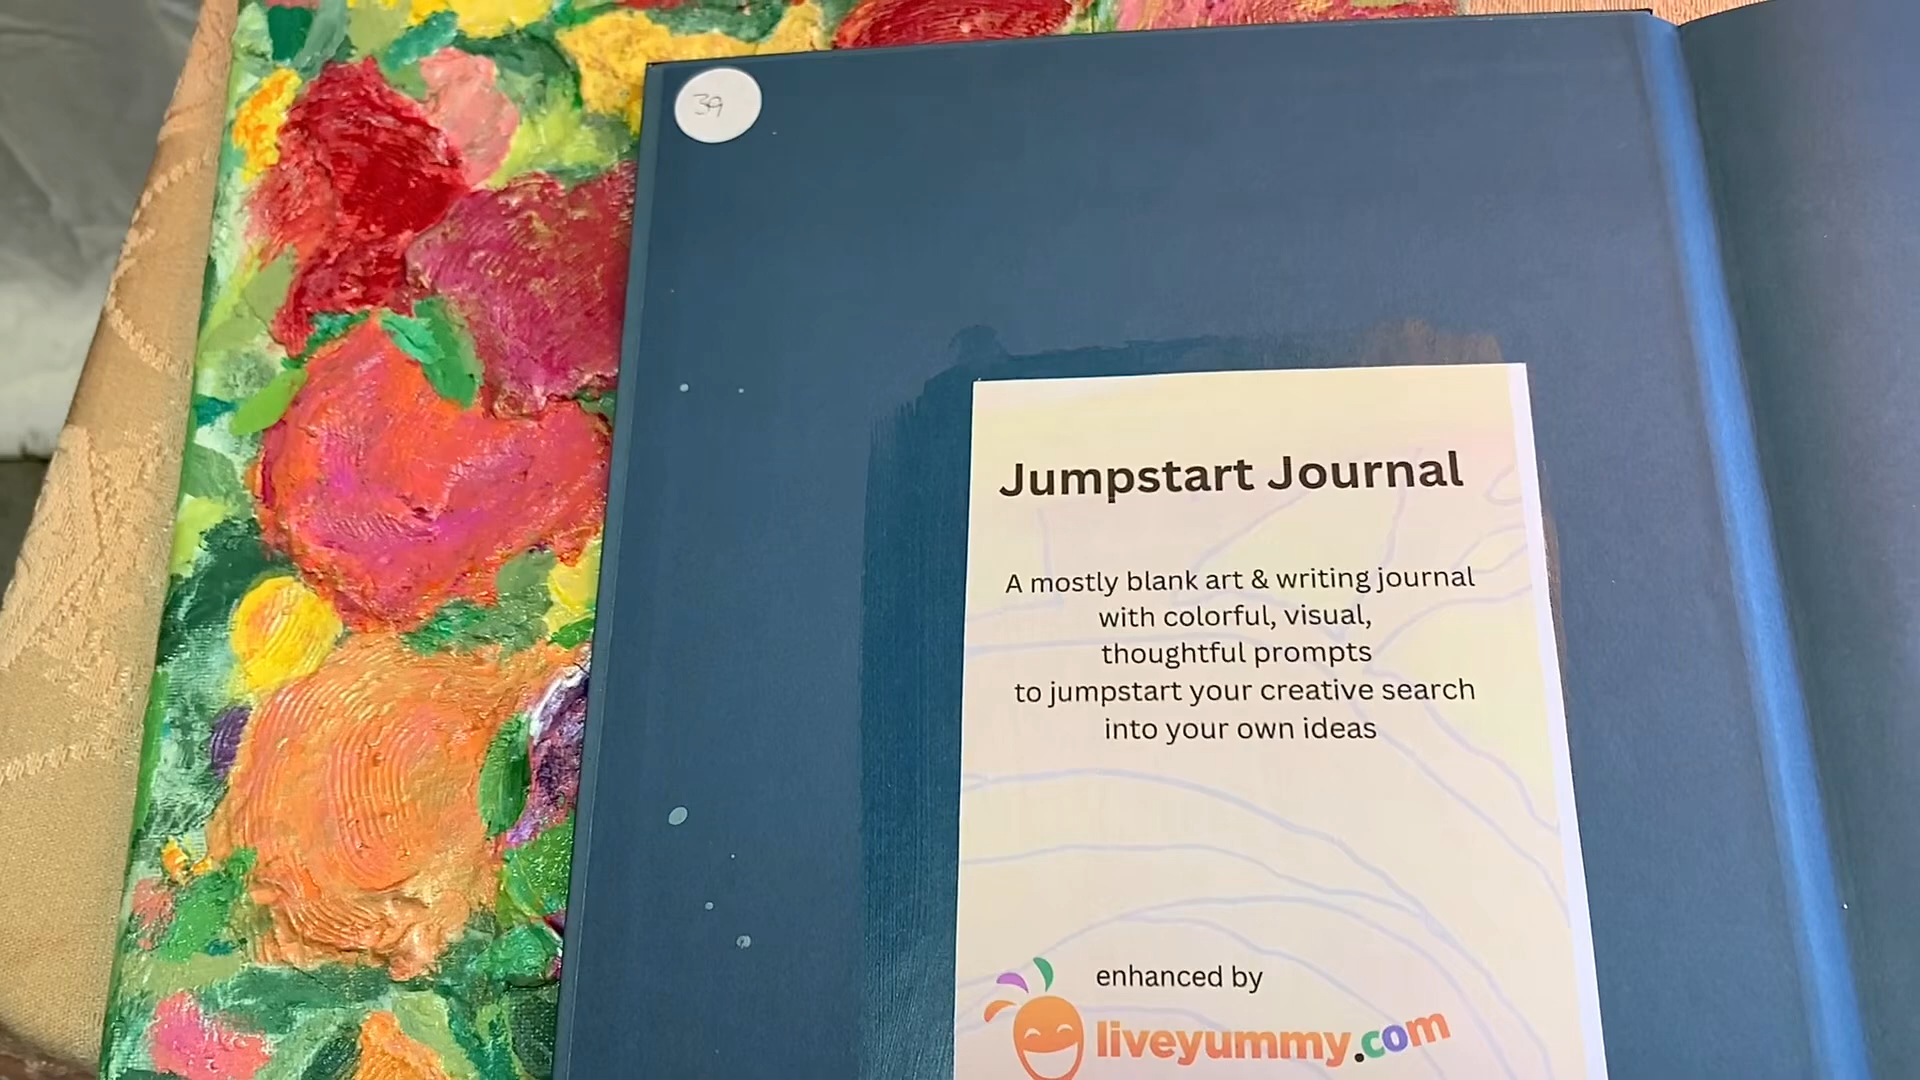 39
Jumpstart Journal
A mostly blank art & writing journal
with colorful, visual,
thoughtful prompts
to jumpstart your creative search
into your own ideas
enhanced by
liveyummy.com